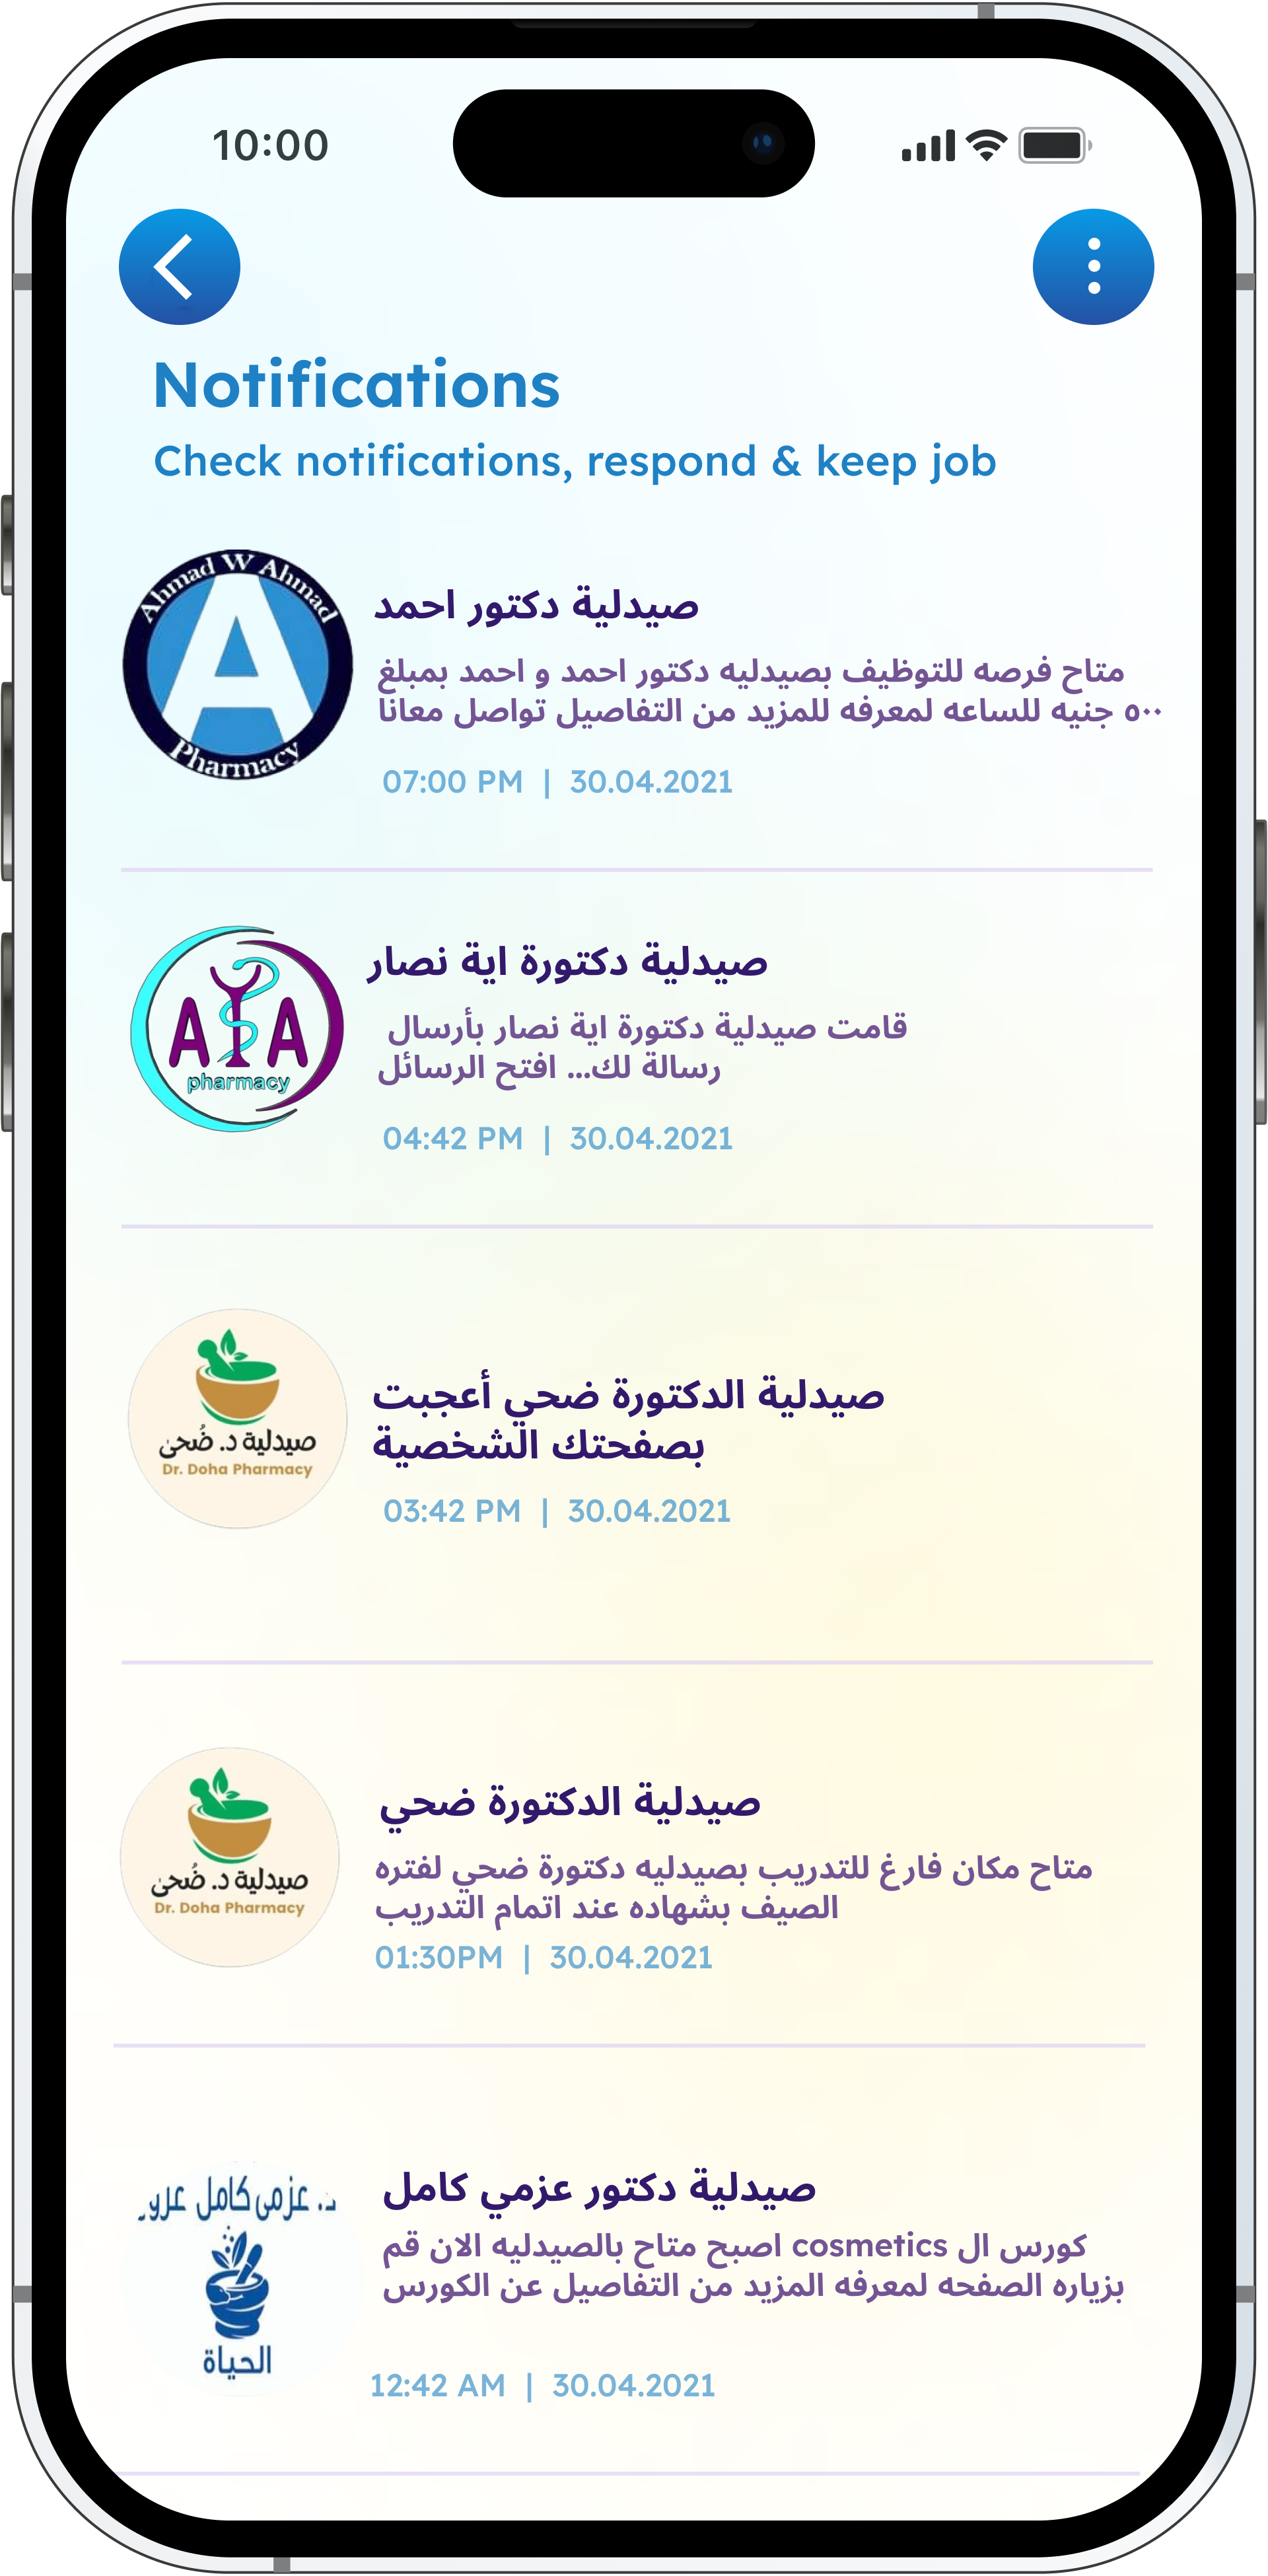 10:00
Notifications
Check notifications, respond & keep job
Ahmad W Ahmad
A
Pharmacy
صيدلية دكتور احمد
متاح فرصه للتوظيف بصيدليه دكتور احمد و احمد بمبلغ
٥٠٠ جنيه للساعه لمعرفه للمزيد من التفاصيل تواصل معانا
07:00 PM | 30.04.2021
AYA
pharmacy
صيدلية دكتورة اية نصار
قامت صيدلية دكتورة اية نصار بأرسال
رسالة لك... افتح الرسائل
04:42 PM | 30.04.2021
صيدلية د. ضُحى
Dr. Doha Pharmacy
صيدلية الدكتورة ضحي أعجبت
بصفحتك الشخصية
03:42 PM | 30.04.2021
صيدلية د. ضُحى
Dr. Doha Pharmacy
صيدلية الدكتورة ضحي
متاح مكان فارغ للتدريب بصيدليه دكتورة ضحي لفتره
الصيف بشهاده عند اتمام التدريب
01:30PM | 30.04.2021
د. عزمى كامل
الحياة
صيدلية دكتور عزمي كامل
كورس ال cosmetics اصبح متاح بالصيدليه الان قم
بزياره الصفحه لمعرفه المزيد من التفاصيل عن الكورس
12:42 AM | 30.04.2021